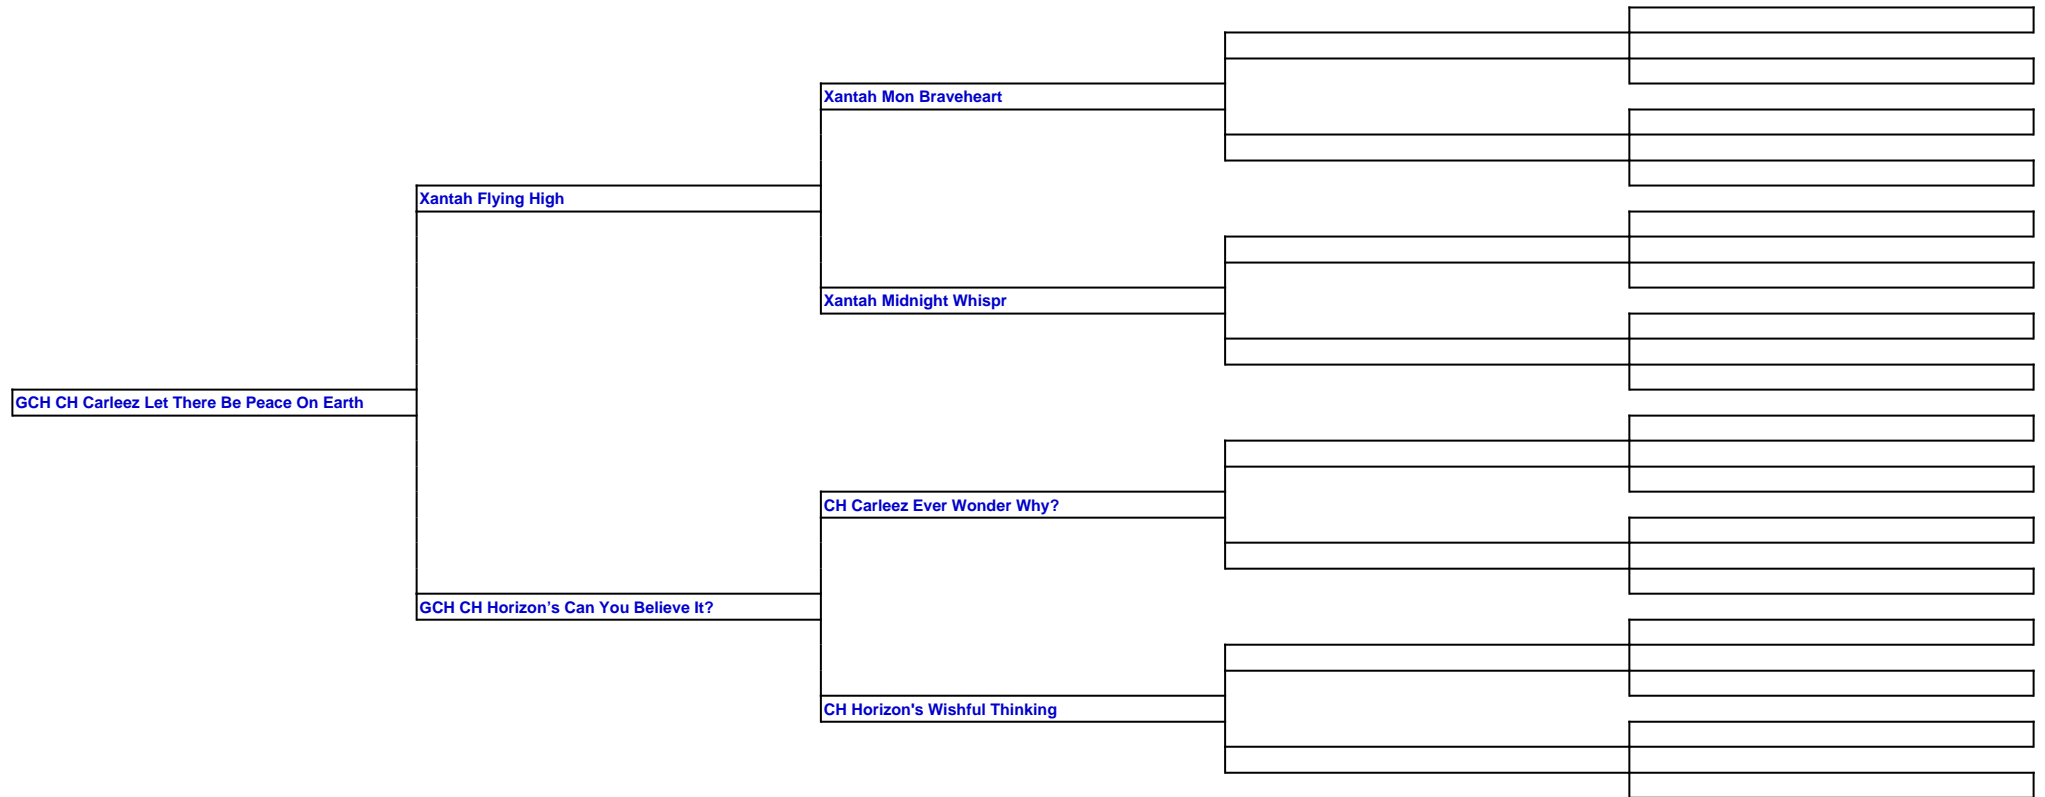 Xantah Mon Braveheart
Xantah Flying High
Xantah Midnight Whispr
GCH CH Carleez Let There Be Peace On Earth
CH Carleez Ever Wonder Why?
GCH CH Horizon’s Can You Believe It?
CH Horizon's Wishful Thinking